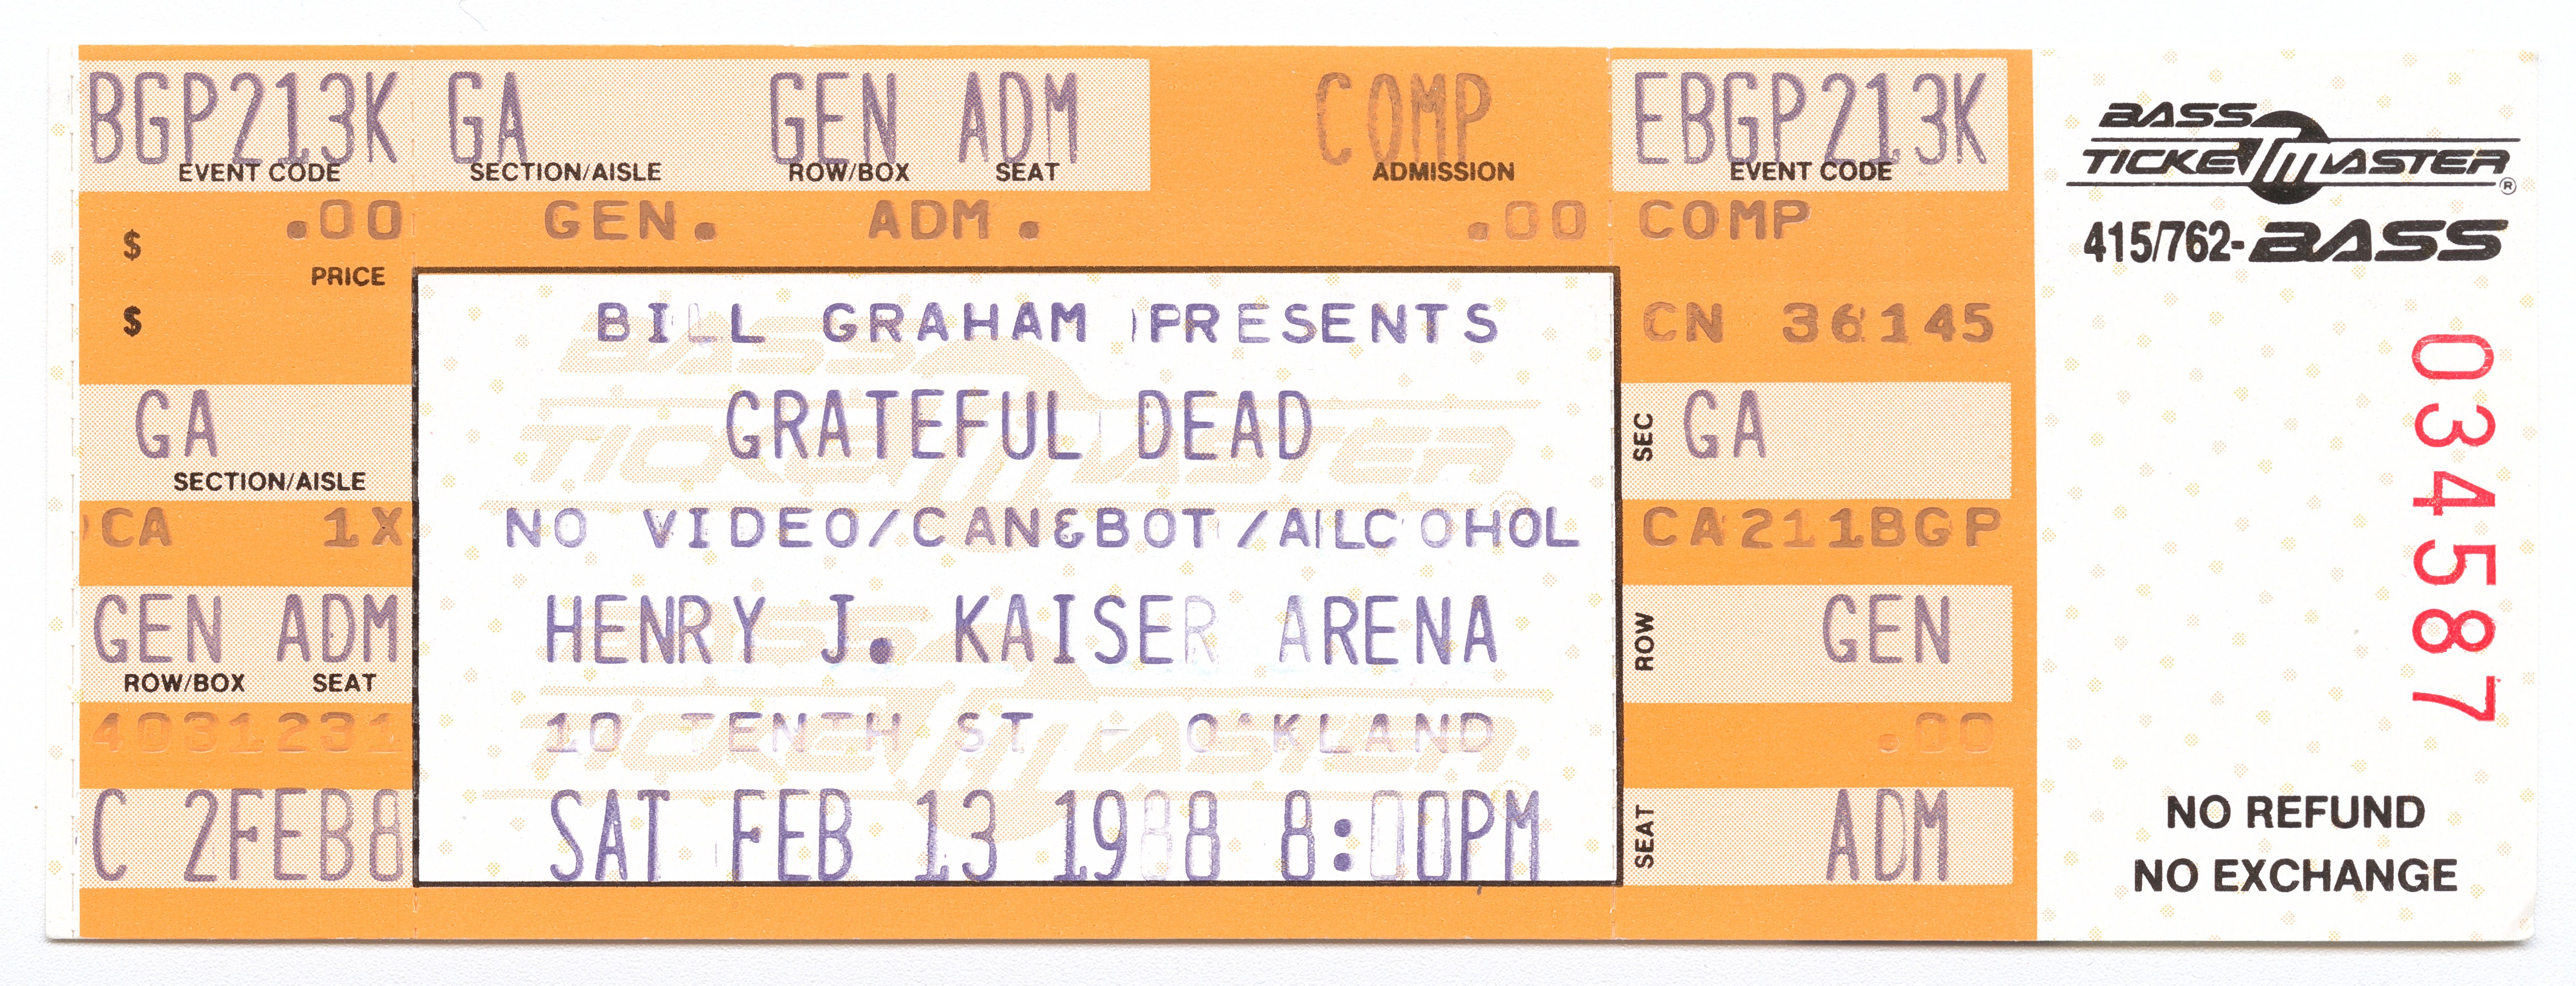 BGP213K GA GEN ADM COMP EBGP213K
EVENT CODE SECTION/AISLE ROW/BOX SEAT ADMISSION EVENT CODE
$ .00 GEN. ADM. .00 COMP
PRICE
$
GA
SECTION/AISLE
CA 1X
GEN ADM
ROW/BOX SEAT
4031231
C 2FEB8
BILL GRAHAM PRESENTS
GRATEFUL DEAD
NO VIDEO/CAN&BOT/ALCOHOL
HENRY J. KAISER ARENA
10 TENTH ST - OAKLAND
SAT FEB 13 1988 8:00PM
CN 36145
SEC GA
CA211BGP
ROW GEN
.00
SEAT ADM
BASS
TICKETMASTER®
415/762-BASS
034587
NO REFUND
NO EXCHANGE